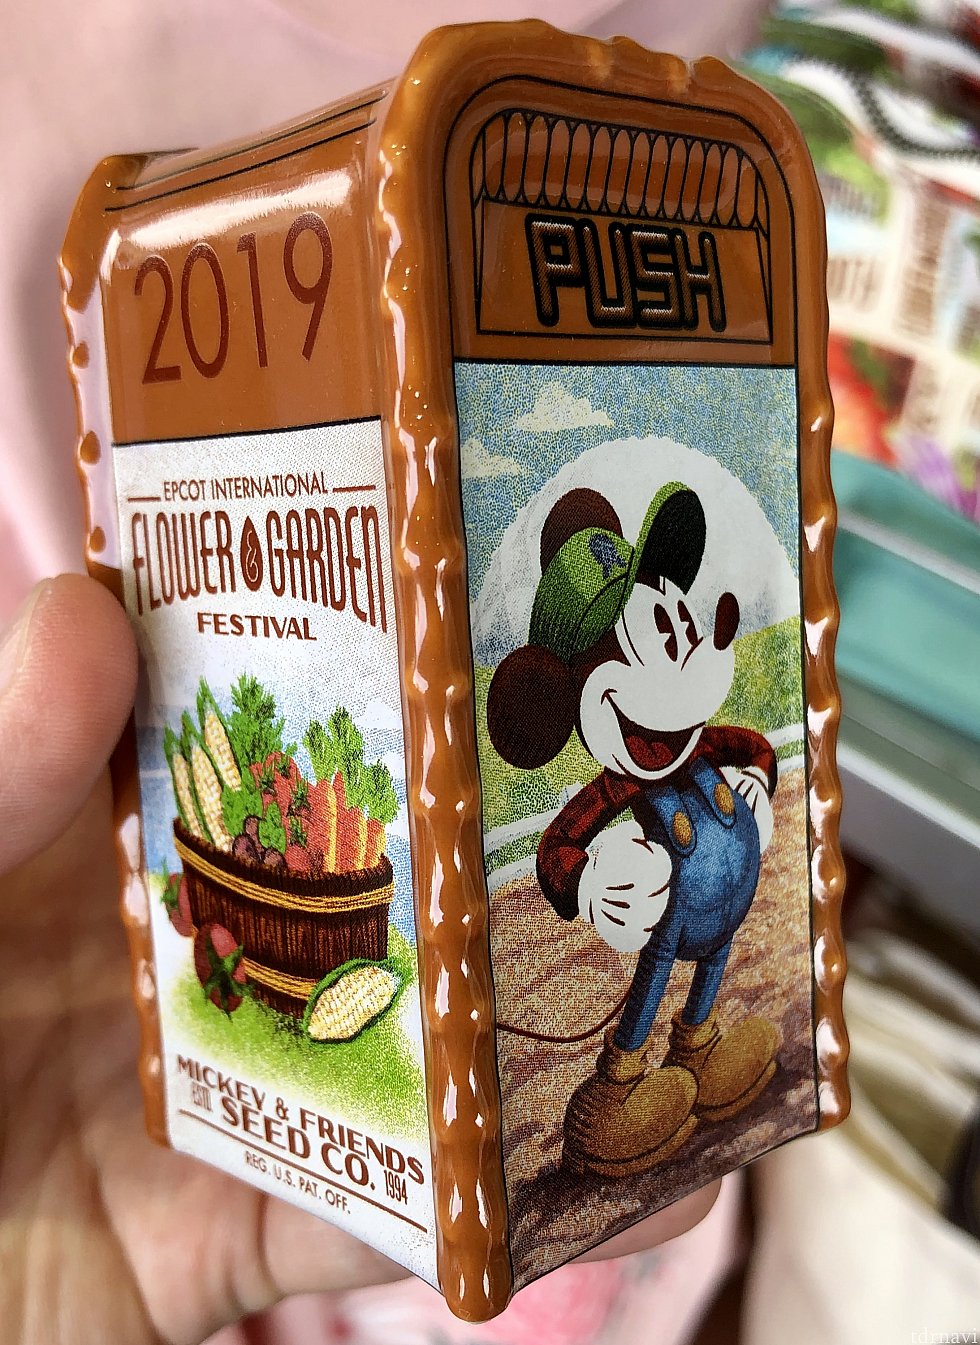 2019
EPCOT INTERNATIONAL
FLOWER & GARDEN
FESTIVAL
MICKEY & FRIENDS
ESTD. SEED CO. 1994
REG. U.S. PAT. OFF.
PUSH
tdrnavi